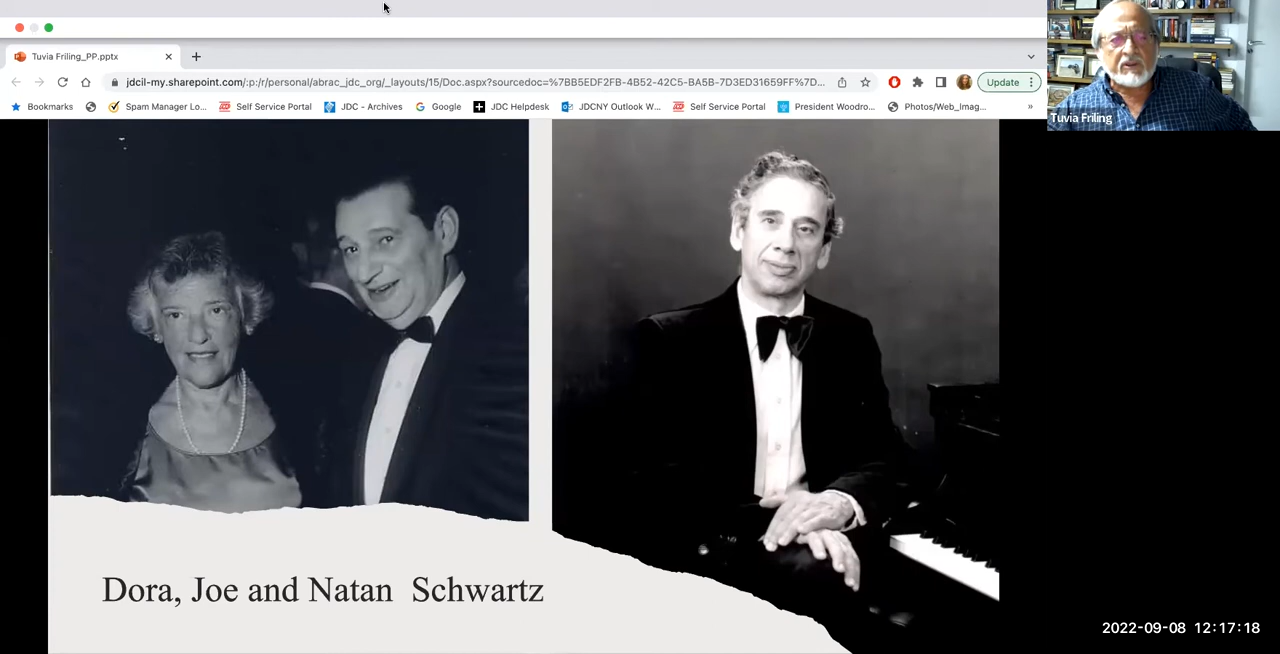 Tuvia Friling_PP.pptx
jdcil-my.sharepoint.com/:p:/r/personal/abrac_jdc_org/_layouts/15/Doc.aspx?sourcedoc=%7BB5EDF2FB-4B52-42C5-BA5B-7D3ED31659FF%7D...
Update
Bookmarks
Spam Manager Lo...
Self Service Portal
JDC - Archives
Google
JDC Helpdesk
JDCNY Outlook W...
Self Service Portal
President Woodro...
Photos/Web_Imag...
»
Tuvia Friling
Dora, Joe and Natan Schwartz
2022-09-08 12:17:18